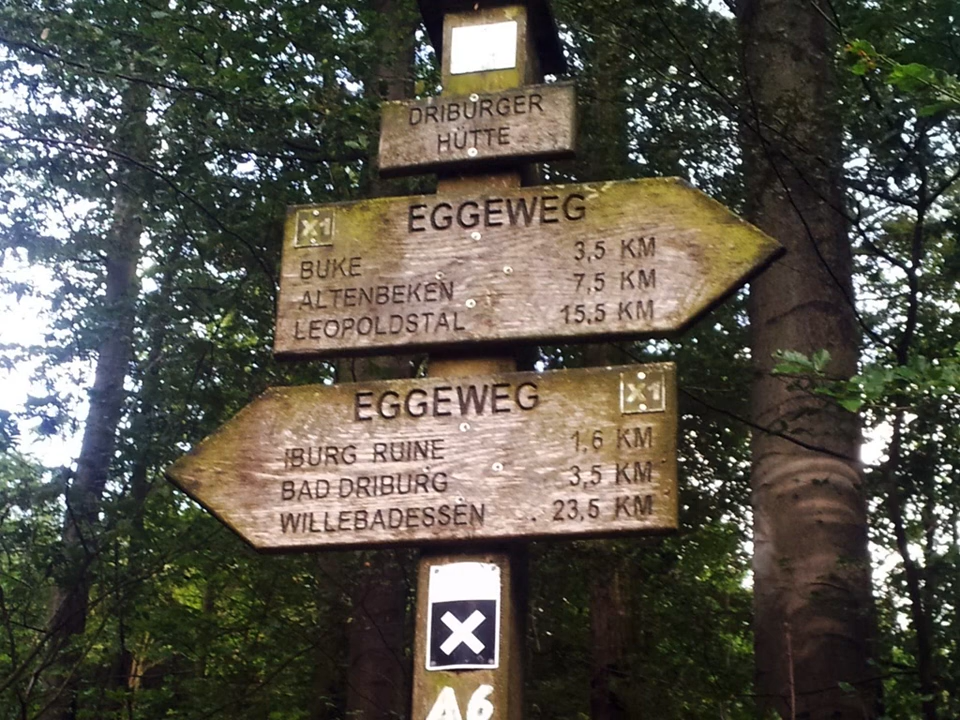 DRIBURGER
HÜTTE
X1 EGGEWEG
BUKE 3,5 KM
ALTENBEKEN 7,5 KM
LEOPOLDSTAL 15,5 KM
EGGEWEG X1
IBURG RUINE 1,6 KM
BAD DRIBURG 3,5 KM
WILLEBADESSEN 23,5 KM
X
A6